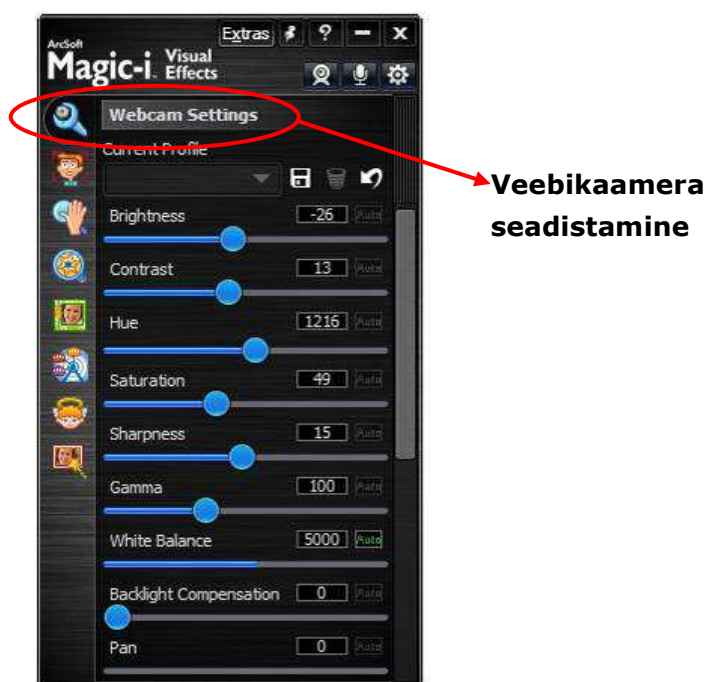 Extras ? – x
ArcSoft
Magic-i Visual Effects
Webcam Settings
Current Profile
Brightness -26 Auto
Contrast 13 Auto
Hue 1216 Auto
Saturation 49 Auto
Sharpness 15 Auto
Gamma 100 Auto
White Balance 5000 Auto
Backlight Compensation 0 Auto
Pan 0 Auto
Veebikaamera
seadistamine